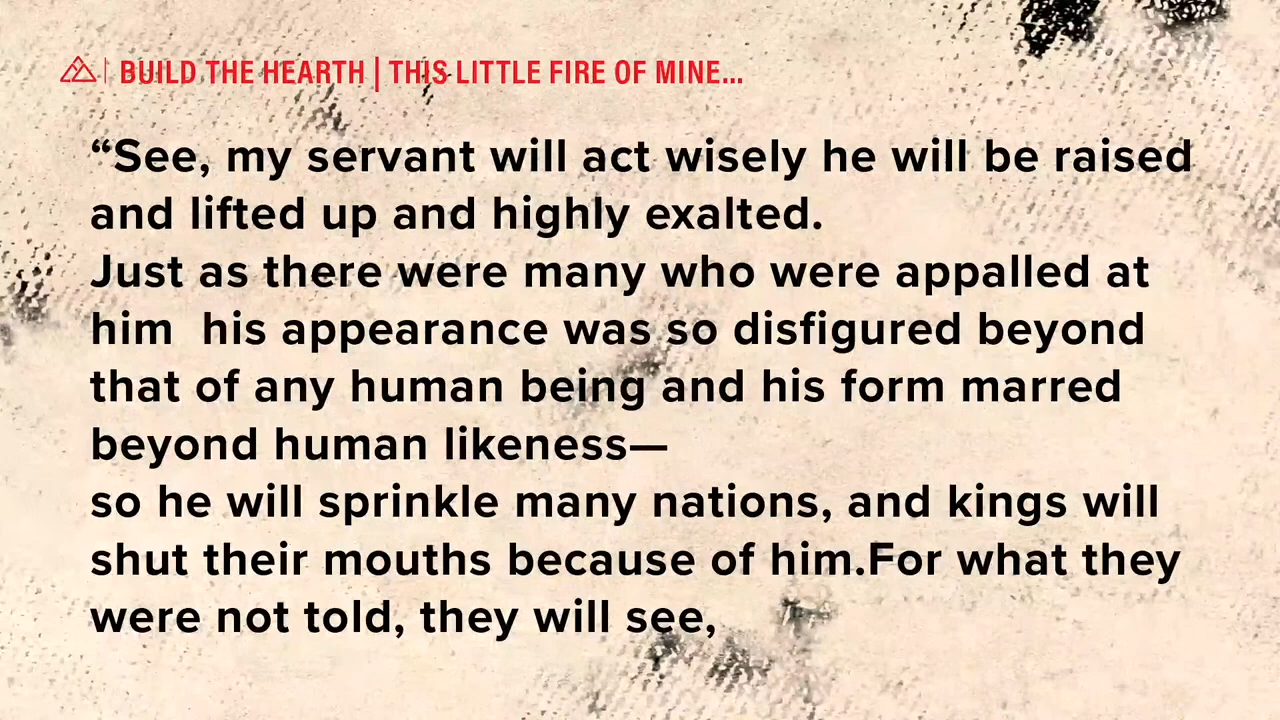 BUILD THE HEARTH | THIS LITTLE FIRE OF MINE...
“See, my servant will act wisely he will be raised
and lifted up and highly exalted.
Just as there were many who were appalled at
him  his appearance was so disfigured beyond
that of any human being and his form marred
beyond human likeness—
so he will sprinkle many nations, and kings will
shut their mouths because of him.For what they
were not told, they will see,